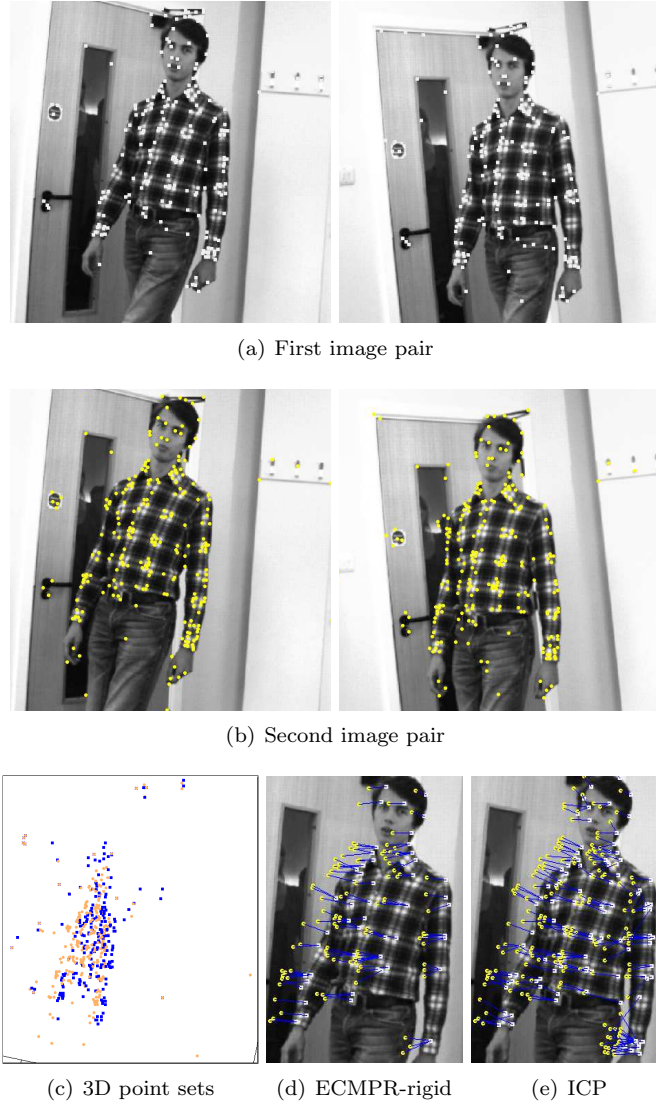 (a) First image pair
(b) Second image pair
(c) 3D point sets
(d) ECMPR-rigid
(e) ICP